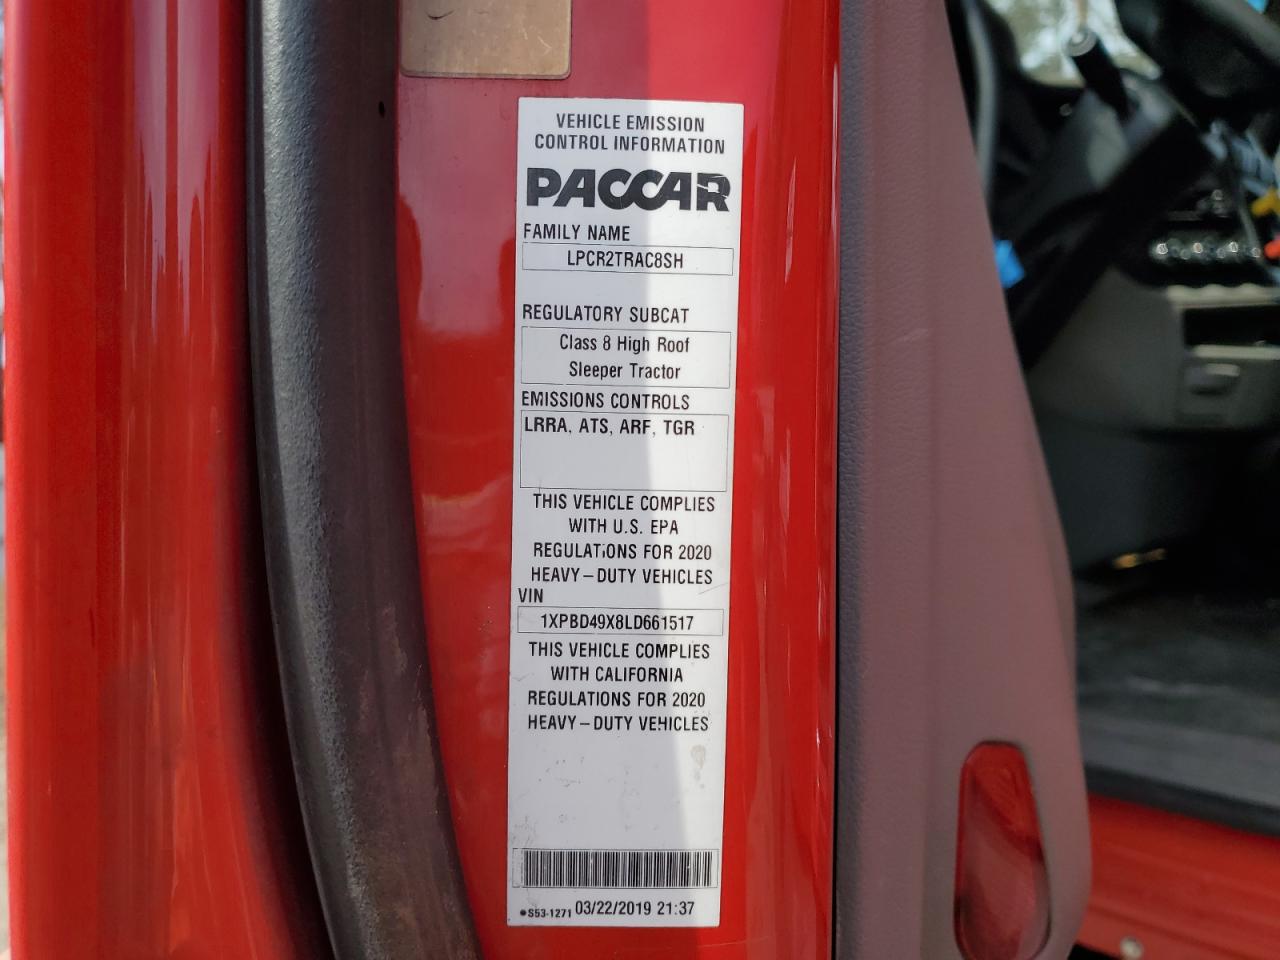 VEHICLE EMISSION
CONTROL INFORMATION
PACCAR
FAMILY NAME
LPCR2TRAC8SH
REGULATORY SUBCAT
Class 8 High Roof
Sleeper Tractor
EMISSIONS CONTROLS
LRRA, ATS, ARF, TGR
THIS VEHICLE COMPLIES
WITH U.S. EPA
REGULATIONS FOR 2020
HEAVY-DUTY VEHICLES
VIN
1XPBD49X8LD661517
THIS VEHICLE COMPLIES
WITH CALIFORNIA
REGULATIONS FOR 2020
HEAVY-DUTY VEHICLES
•S53-1271 03/22/2019 21:37